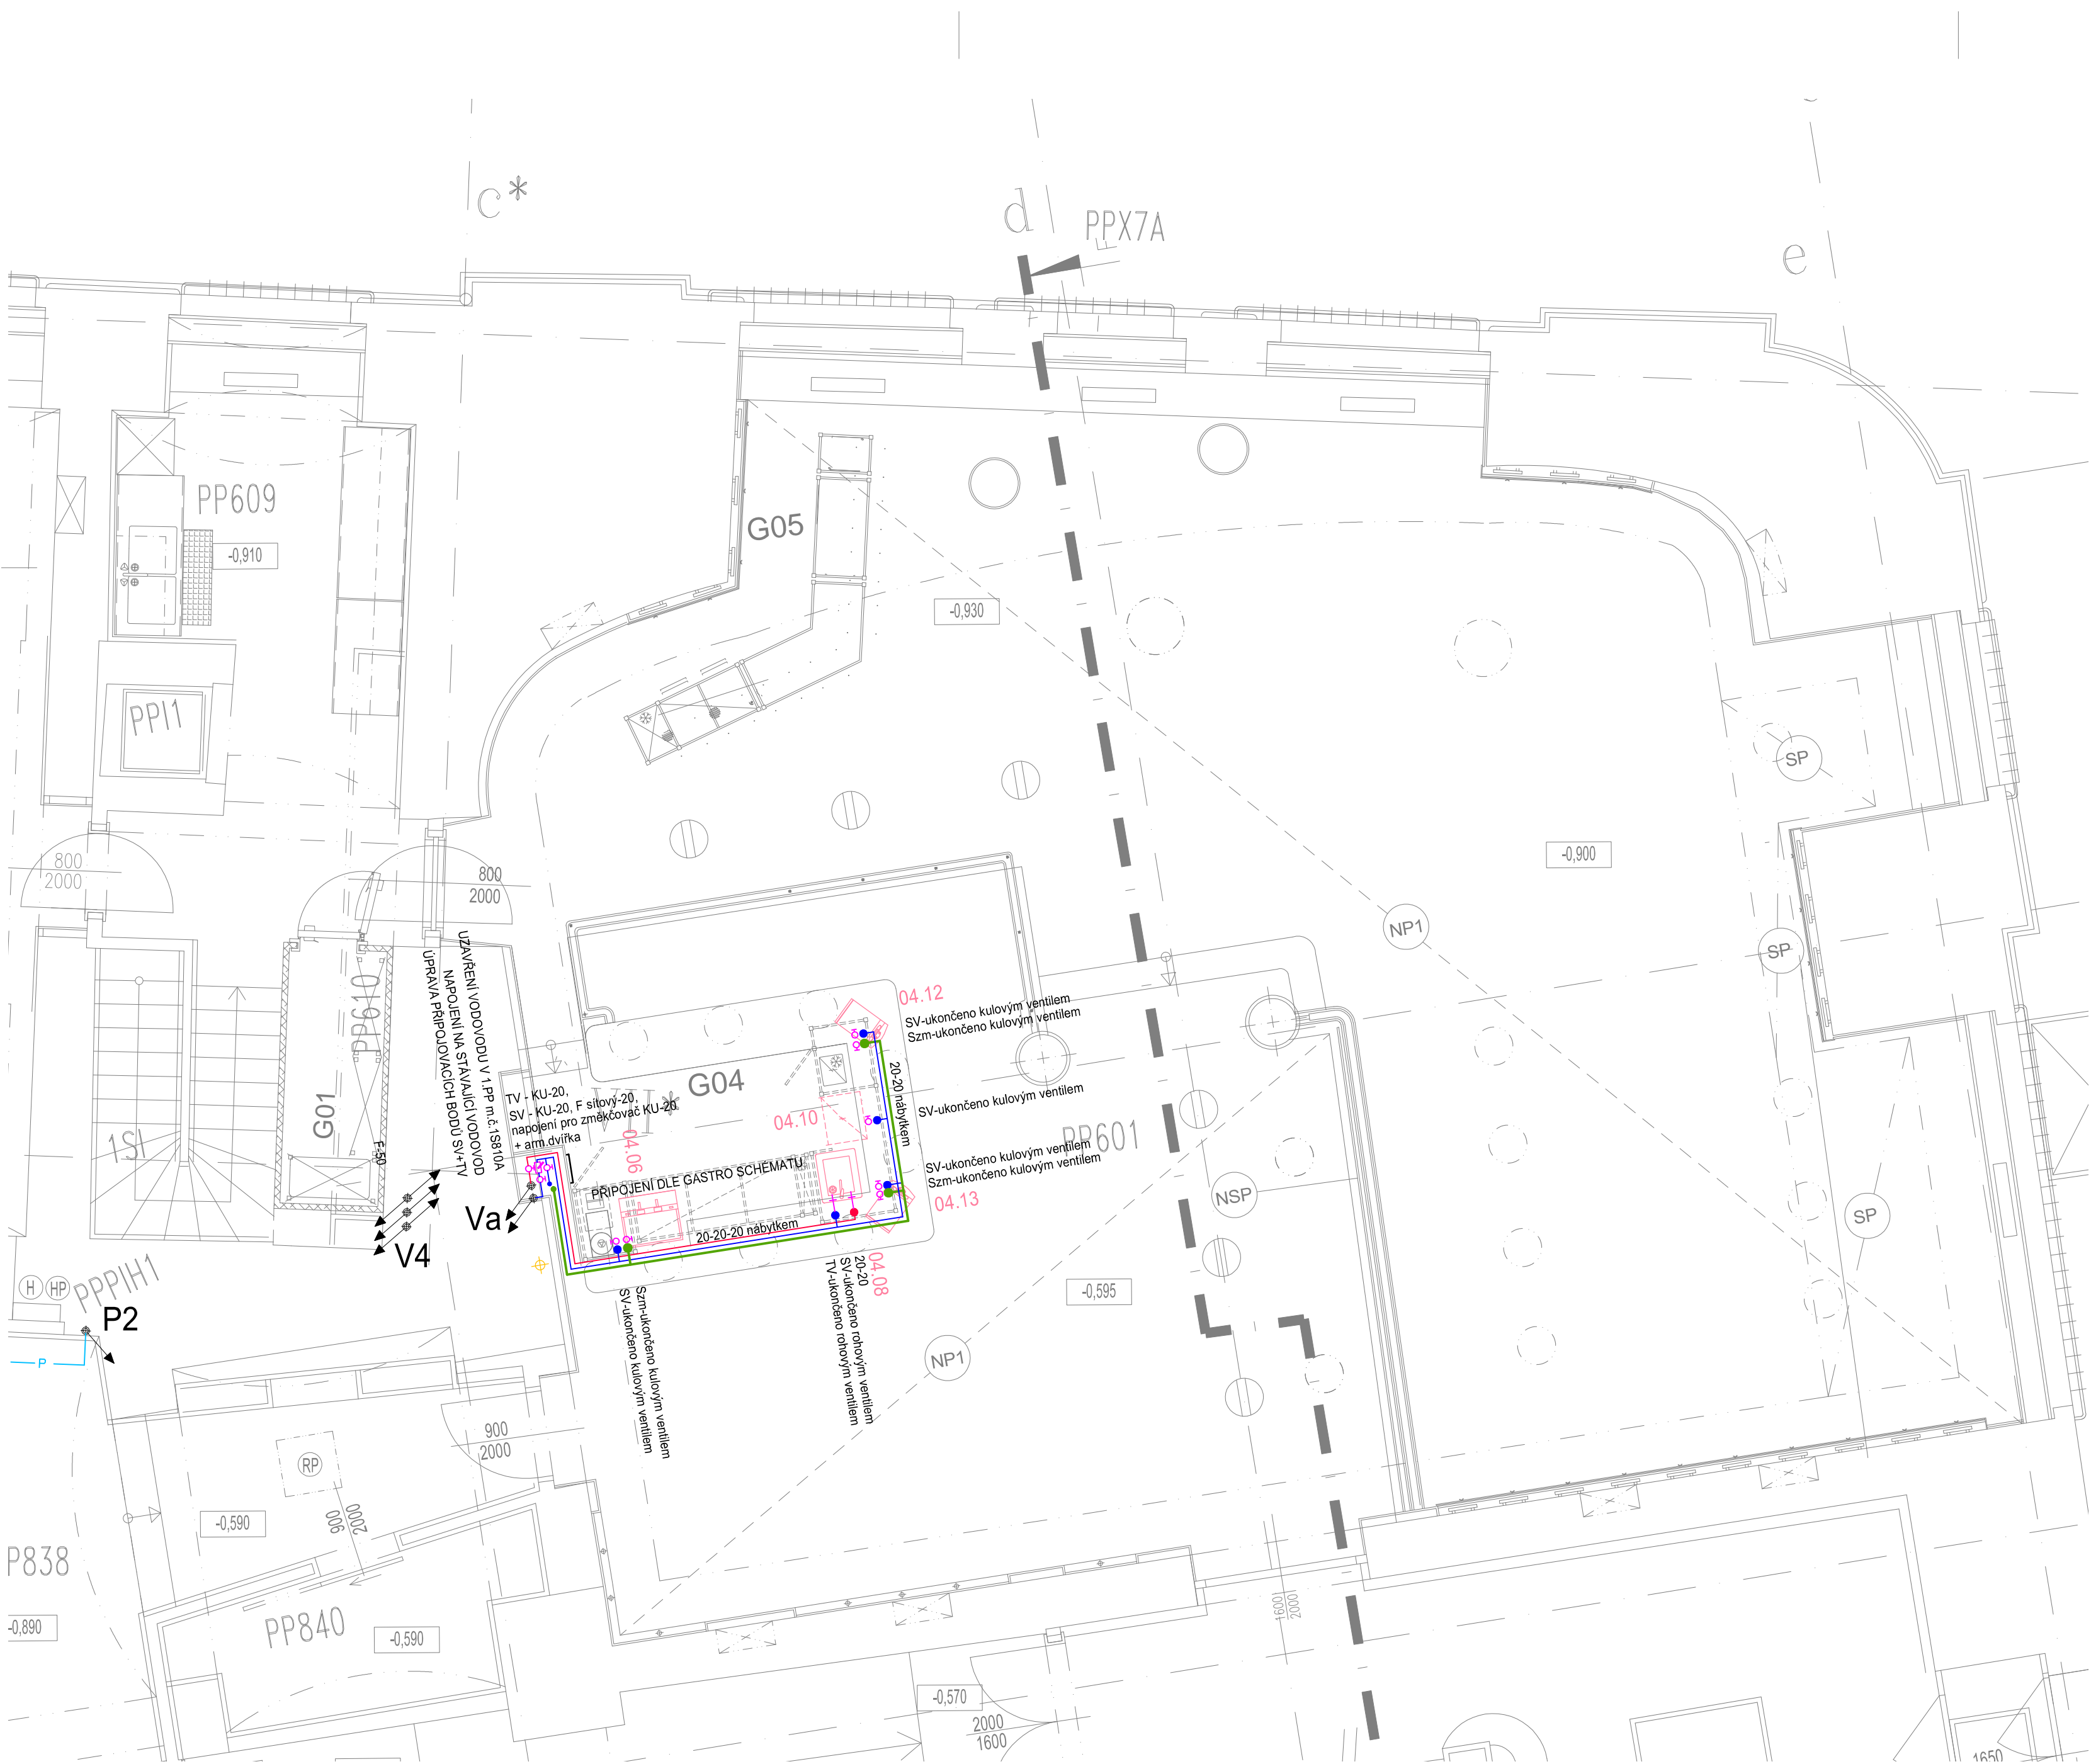 c*
d
PPX7A
F
e
PP609
-0,910
G05
-0,930
PPI1
SP
800
2000
800
2000
-0,900
NP1
SP
UZAVŘENÍ VODOVODU V 1.PP m.č.1S810A
NAPOJENÍ NA STÁVAJÍCÍ VODOVOD
ÚPRAVA PŘIPOJOVACÍCH BODŮ SV+TV
PP610
G01
1SI
F-50
04.12
SV-ukončeno kulovým ventilem
Szm-ukončeno kulovým ventilem
G04
TV - KU-20,
SV - KU-20, F sítový-20,
napojení pro změkčovač KU-20
+ arm.dvířka
04.10
04.06
20-20 nábytkem
SV-ukončeno kulovým ventilem
PP601
SV-ukončeno kulovým ventilem
Szm-ukončeno kulovým ventilem
04.13
PŘIPOJENÍ DLE GASTRO SCHEMATU
20-20-20 nábytkem
Va
V4
NSP
SP
H
HP
PPPIH1
P2
P
04.08
20-20
SV-ukončeno rohovým ventilem
TV-ukončeno rohovým ventilem
Szm-ukončeno kulovým ventilem
SV-ukončeno kulovým ventilem
-0,595
NP1
900
2000
RP
900
2000
-0,590
P838
-0,890
PP840
-0,590
1600
2000
-0,570
2000
1600
1650